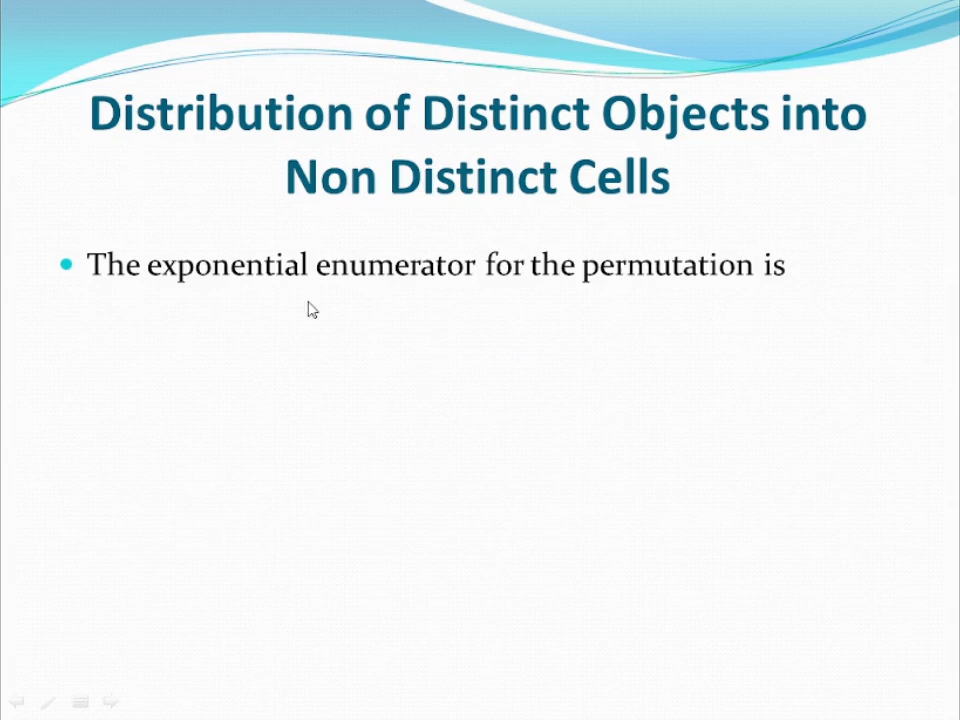 Distribution of Distinct Objects into
Non Distinct Cells
• The exponential enumerator for the permutation is